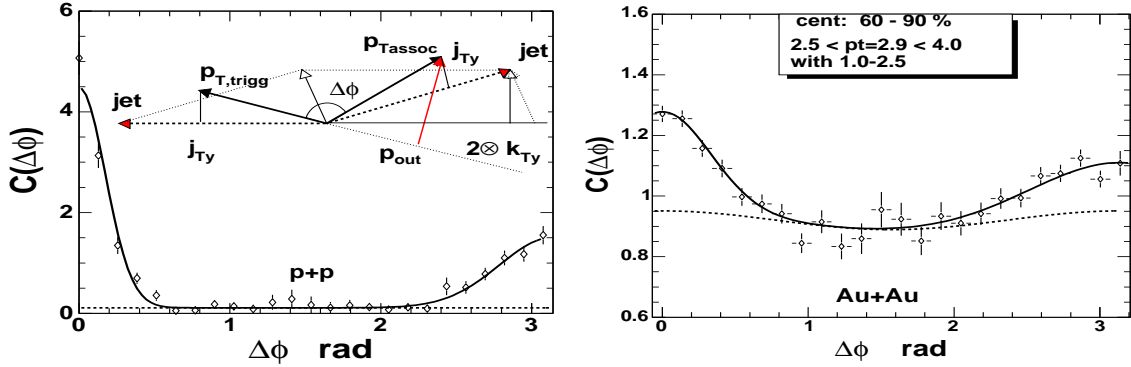 6
4
2
0
C(Δϕ)
0
1
2
3
Δϕ rad
p_Tassoc
j_Ty
jet
p_T,trigg
Δϕ
jet
j_Ty
p_out
2⊗ k_Ty
p+p
1.6
1.4
1.2
1.0
0.8
0.6
C(Δϕ)
0
1
2
3
Δϕ rad
cent: 60 - 90 %
2.5 < pt=2.9 < 4.0
with 1.0-2.5
Au+Au